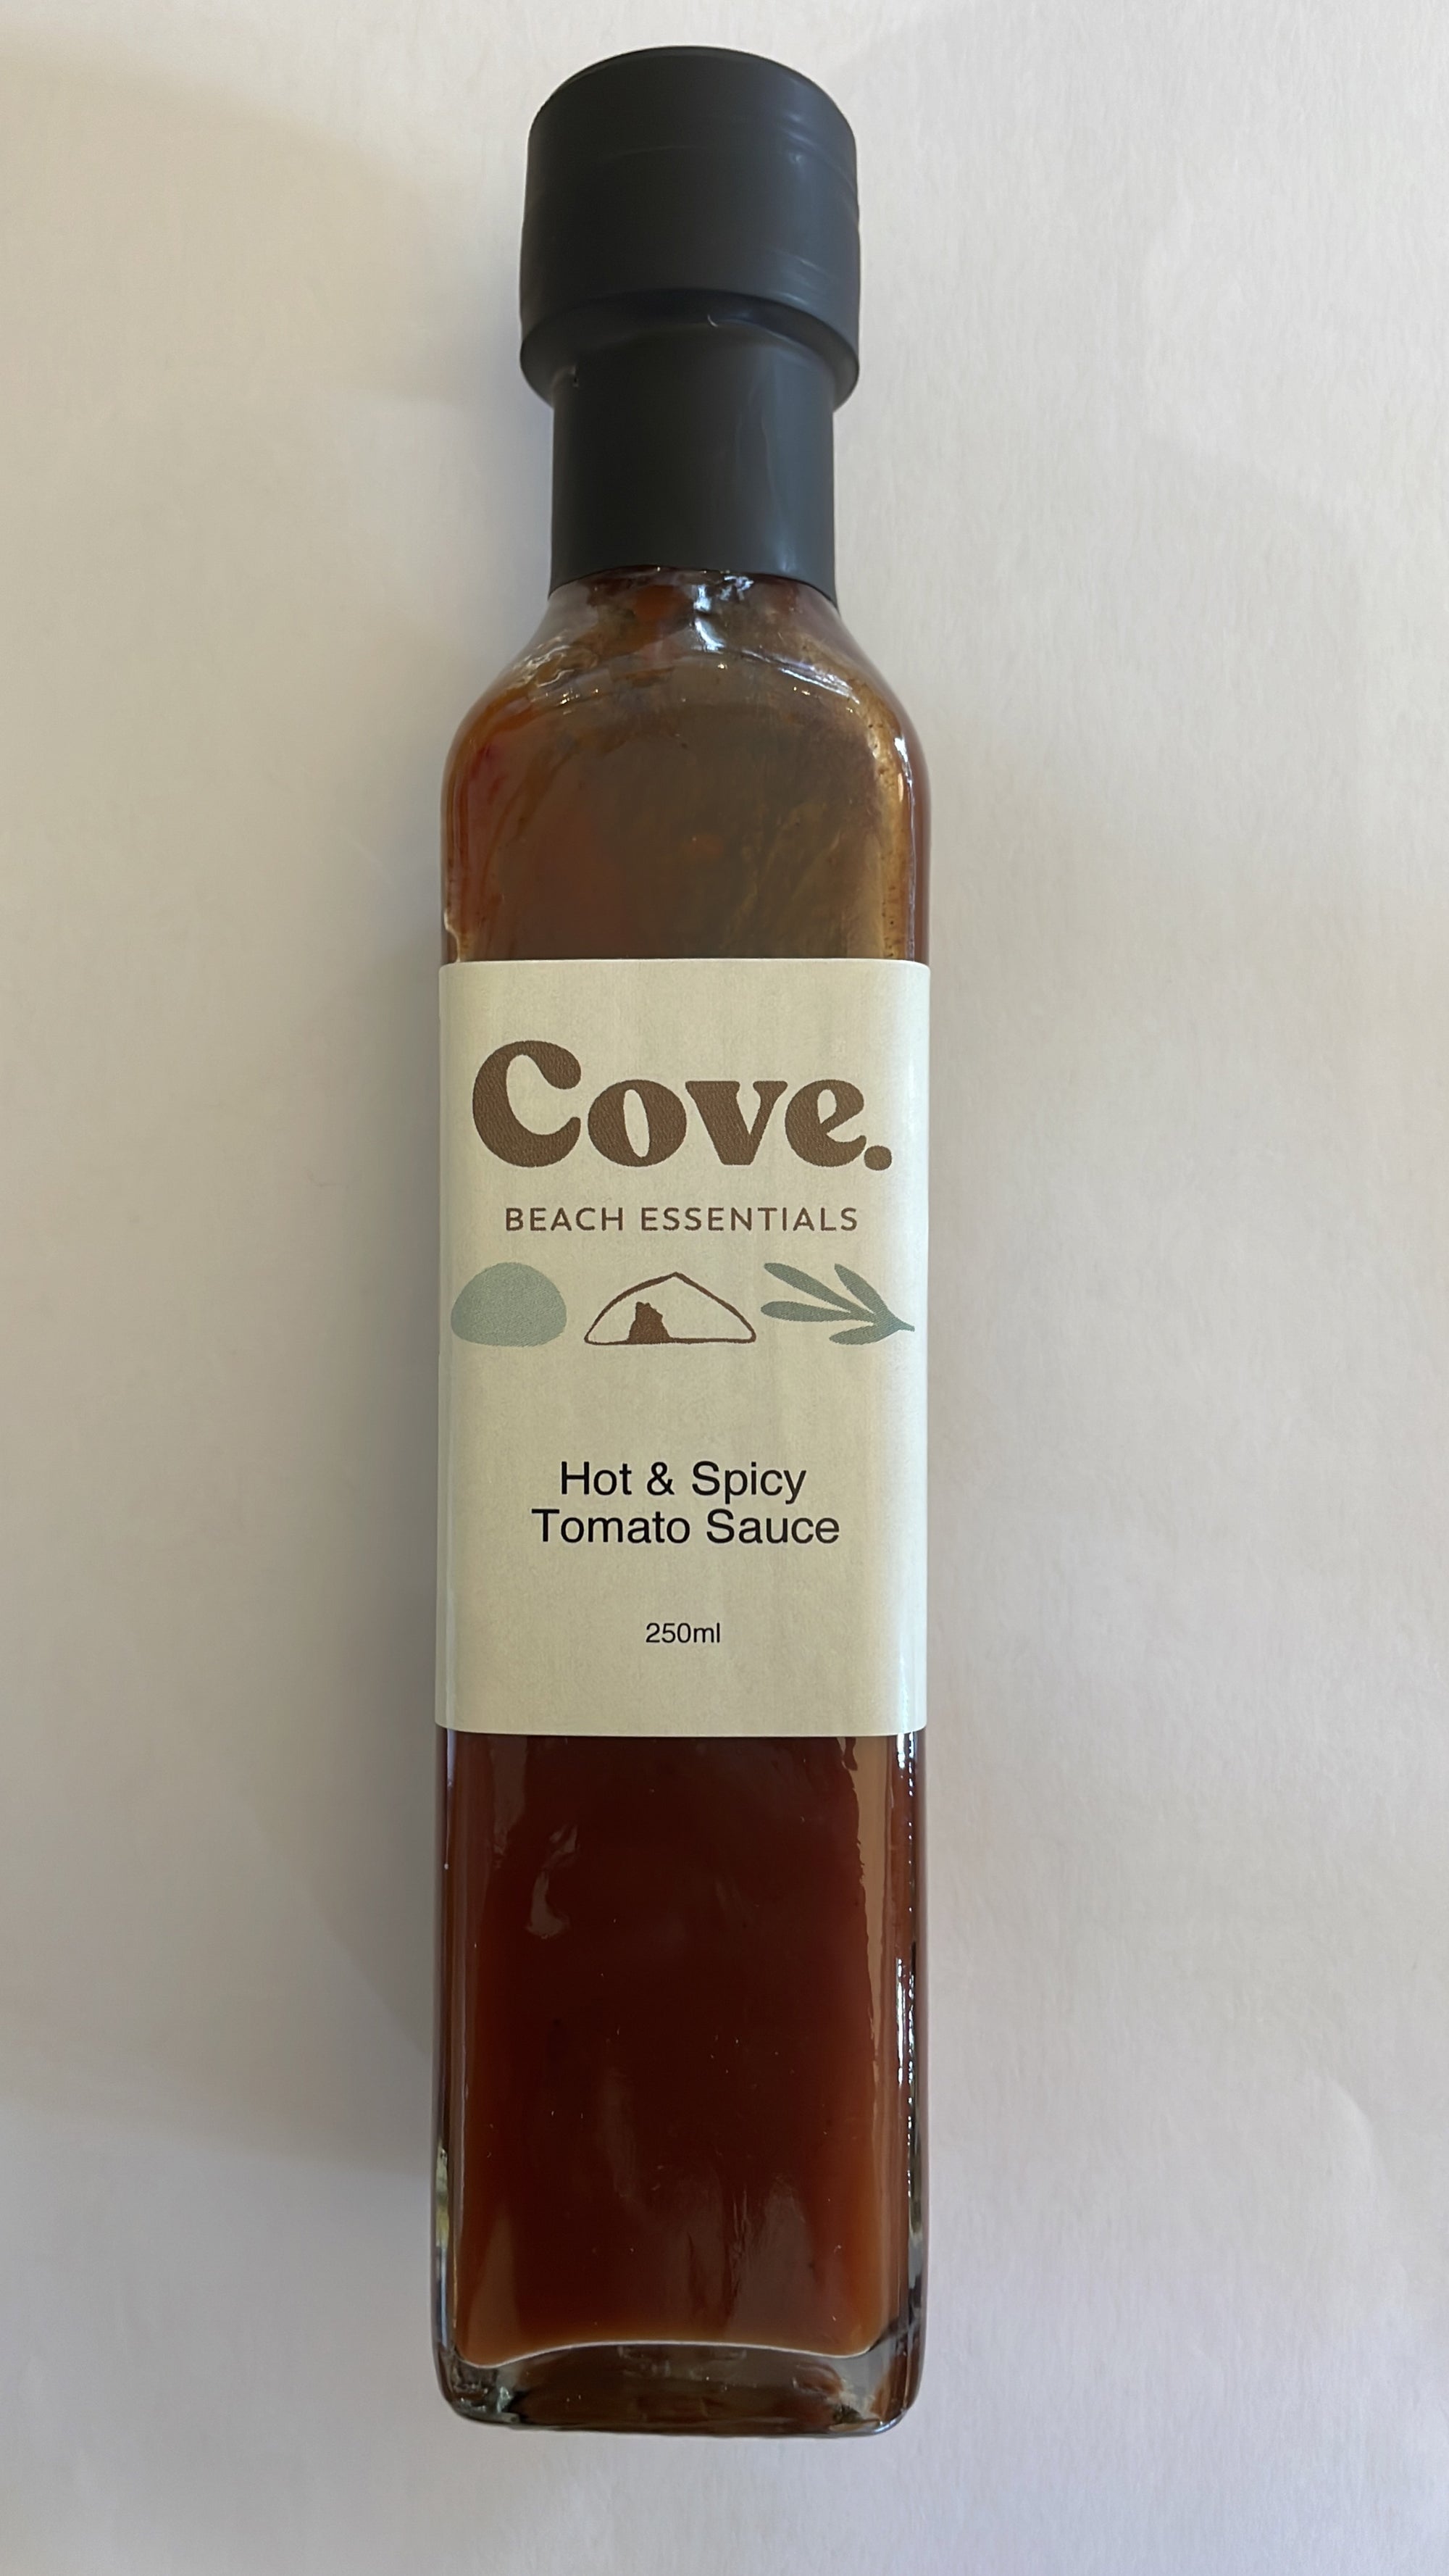 Cove.
BEACH ESSENTIALS
Hot & Spicy
Tomato Sauce
250ml